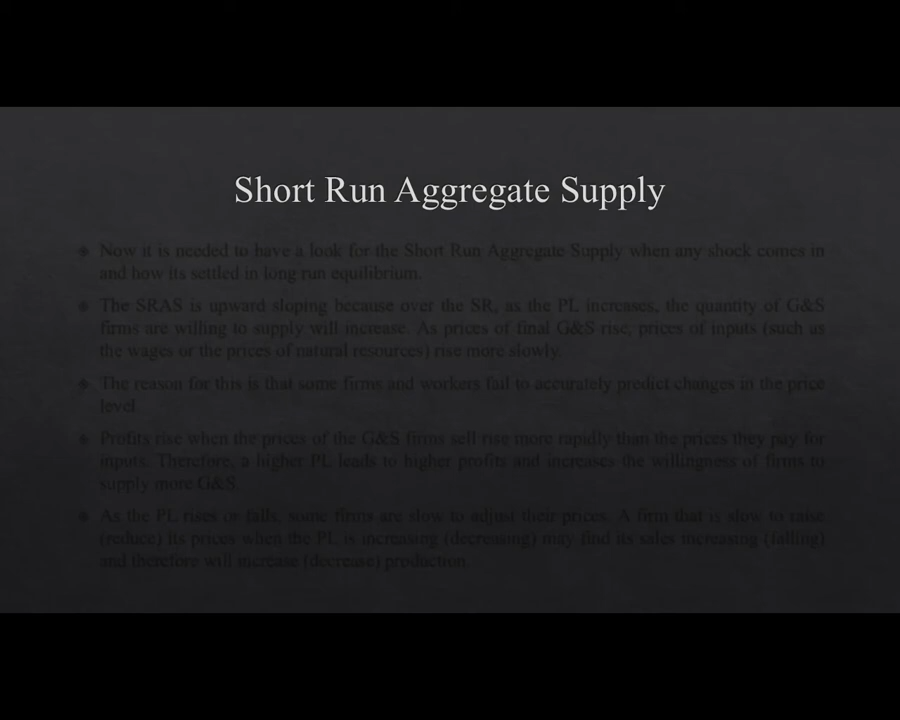 Short Run Aggregate Supply
Now it is needed to have a look for the Short Run Aggregate Supply when any shock comes in
and how its settled in long run equilibrium.
The SRAS is upward sloping because over the SR, as the PL increases, the quantity of G&S
firms are willing to supply will increase. As prices of final G&S rise, prices of inputs (such as
the wages or the prices of natural resources) rise more slowly.
The reason for this is that some firms and workers fail to accurately predict changes in the price
level.
Profits rise when the prices of the G&S firms sell rise more rapidly than the prices they pay for
inputs. Therefore, a higher PL leads to higher profits and increases the willingness of firms to
supply more G&S.
As the PL rises or falls, some firms are slow to adjust their prices. A firm that is slow to raise
(reduce) its prices when the PL is increasing (decreasing) may find its sales increasing (falling)
and therefore will increase (decrease) production.